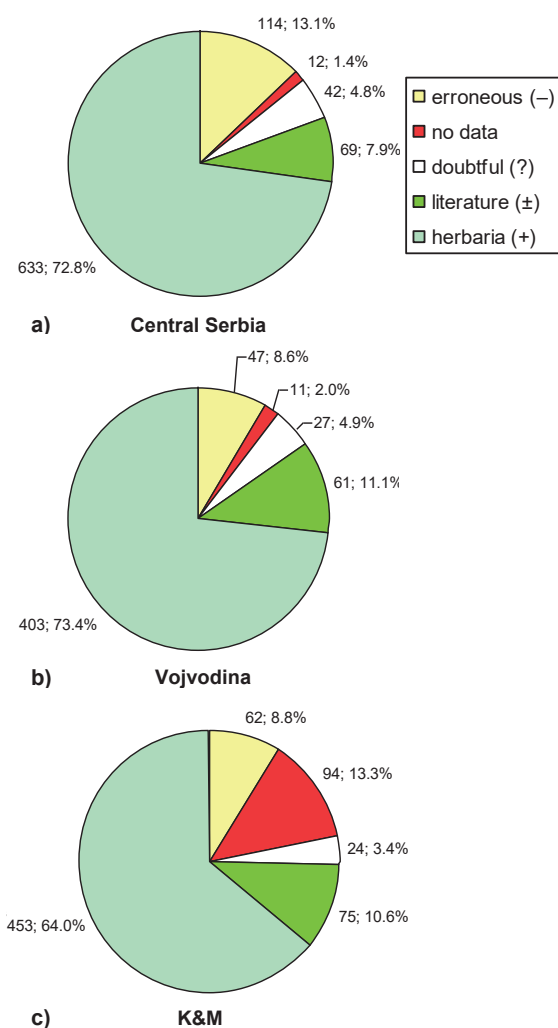 114; 13.1%
12; 1.4%
42; 4.8%
69; 7.9%
633; 72.8%
erroneous (–)
no data
doubtful (?)
literature (±)
herbaria (+)
a) Central Serbia
47; 8.6%
11; 2.0%
27; 4.9%
61; 11.1%
403; 73.4%
b) Vojvodina
62; 8.8%
94; 13.3%
24; 3.4%
75; 10.6%
453; 64.0%
c) K&M